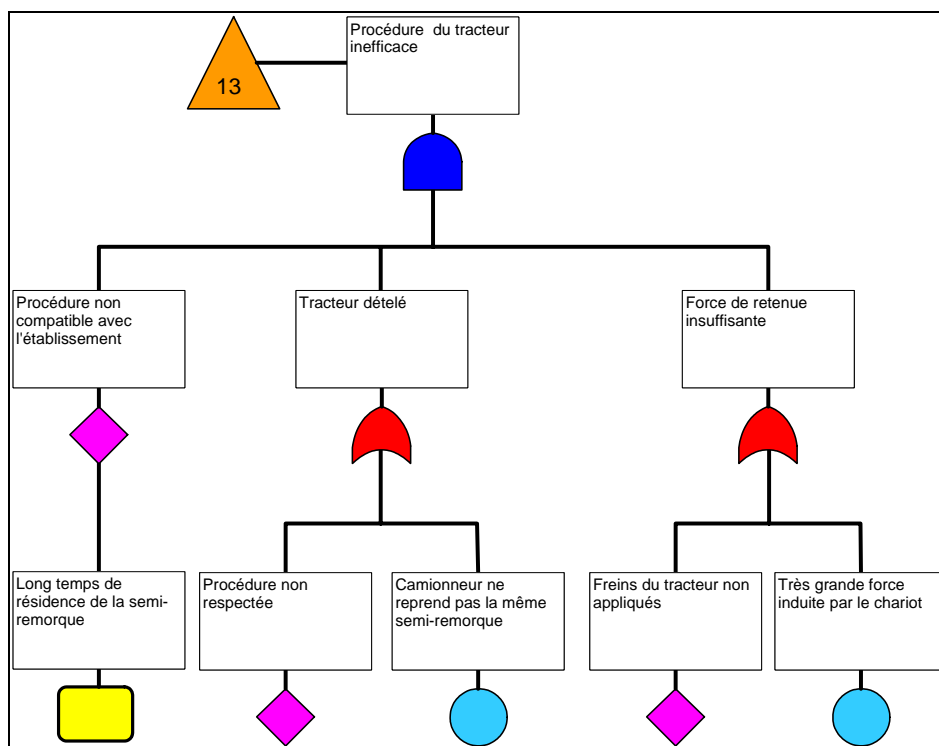 Procédure du tracteur
inefficace
13
Procédure non
compatible avec
l'établissement
Tracteur dételé
Force de retenue
insuffisante
Long temps de
résidence de la semi-
remorque
Procédure non
respectée
Camionneur ne
reprend pas la même
semi-remorque
Freins du tracteur non
appliqués
Très grande force
induite par le chariot